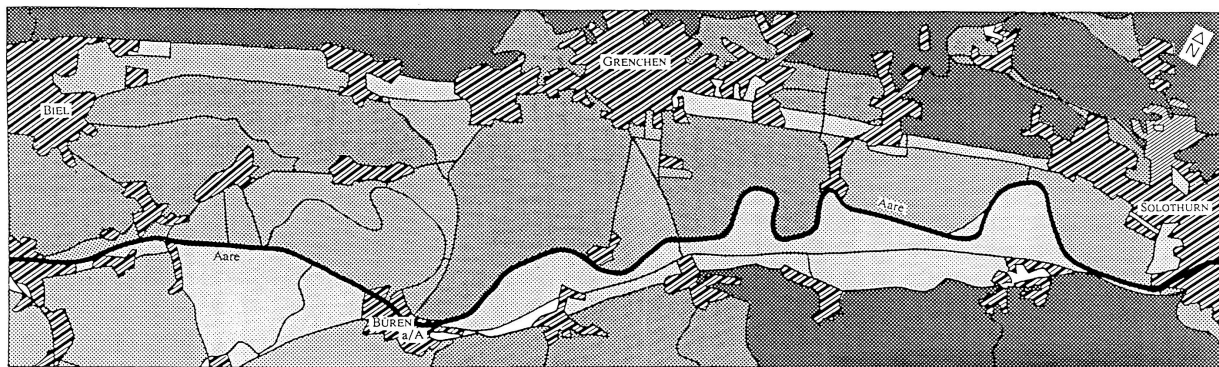 GRENCHEN
N
BIEL
SOLOTHURN
Aare
Aare
BÜREN
a/A